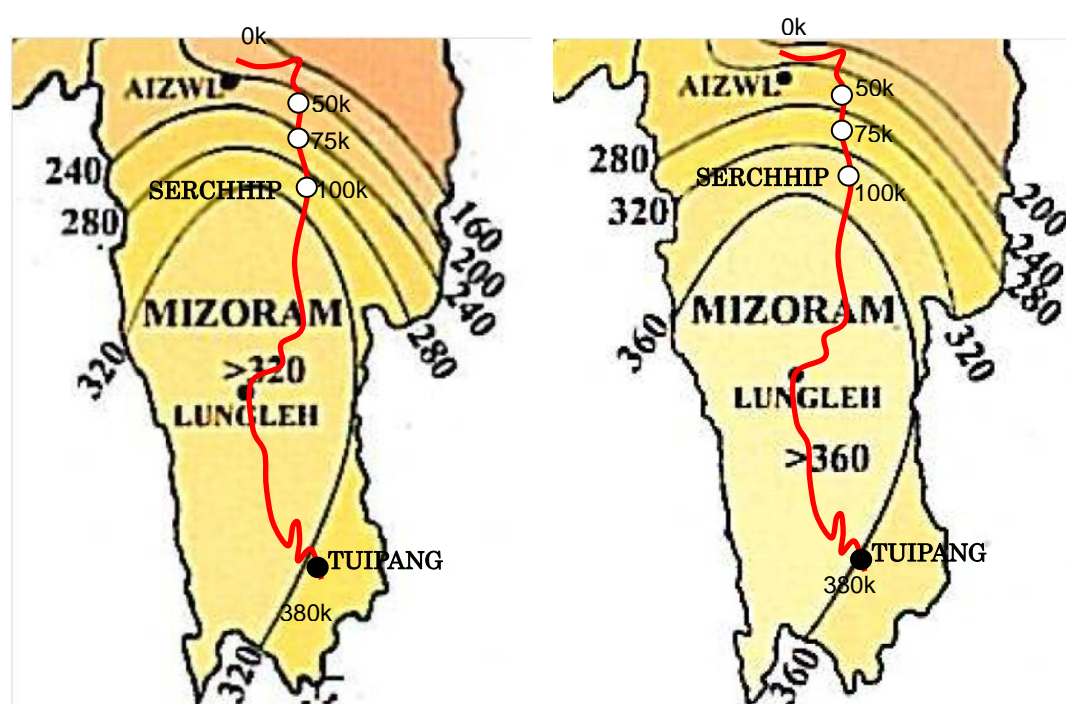 0k
AIZWL
50k
75k
240
SERCHHIP
100k
280
160
200
240
MIZORAM
280
320
>320
LUNGLEH
TUIPANG
380k
320
0k
AIZWL
50k
75k
280
SERCHHIP
100k
320
200
240
280
MIZORAM
360
320
LUNGLEH
>360
TUIPANG
380k
360